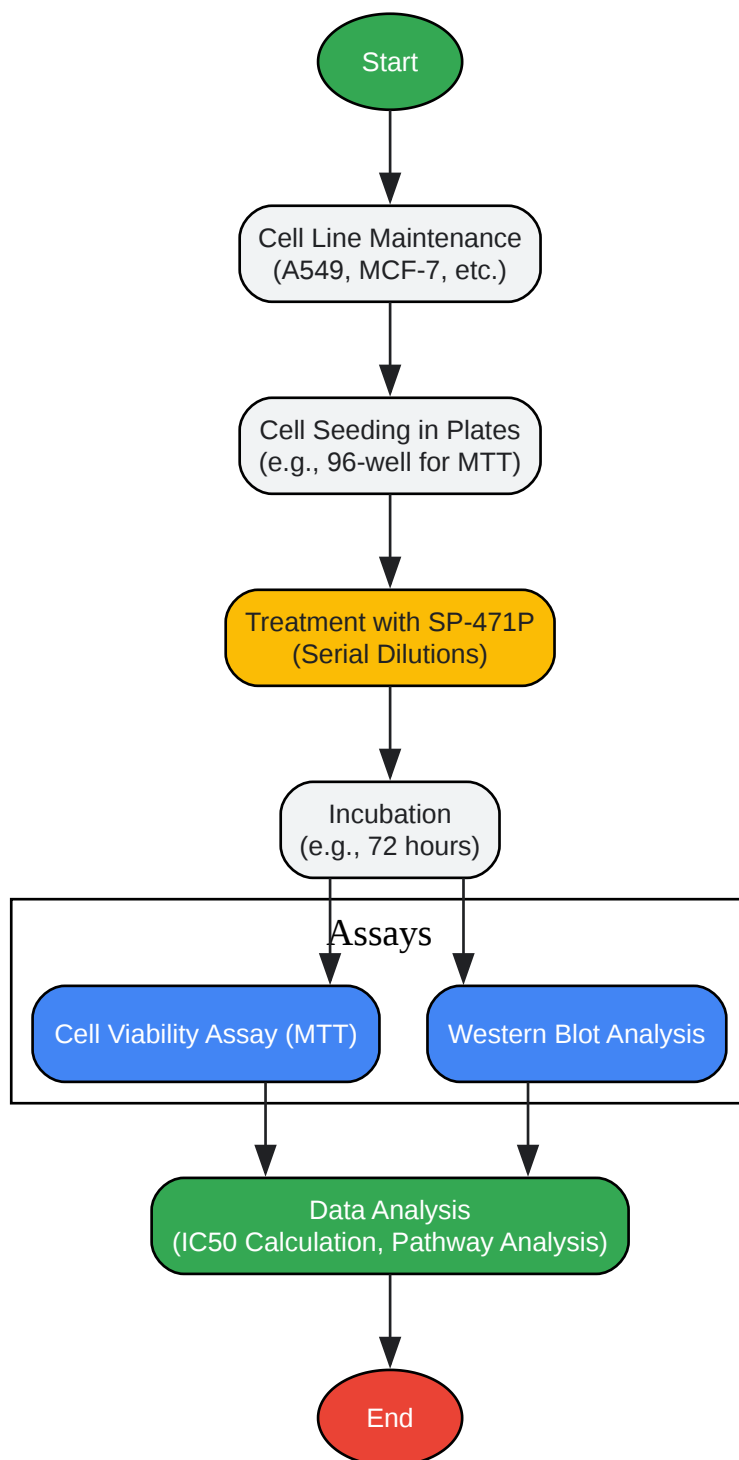 Start
Cell Line Maintenance
(A549, MCF-7, etc.)
Cell Seeding in Plates
(e.g., 96-well for MTT)
Treatment with SP-471P
(Serial Dilutions)
Incubation
(e.g., 72 hours)
Assays
Cell Viability Assay (MTT)
Western Blot Analysis
Data Analysis
(IC50 Calculation, Pathway Analysis)
End